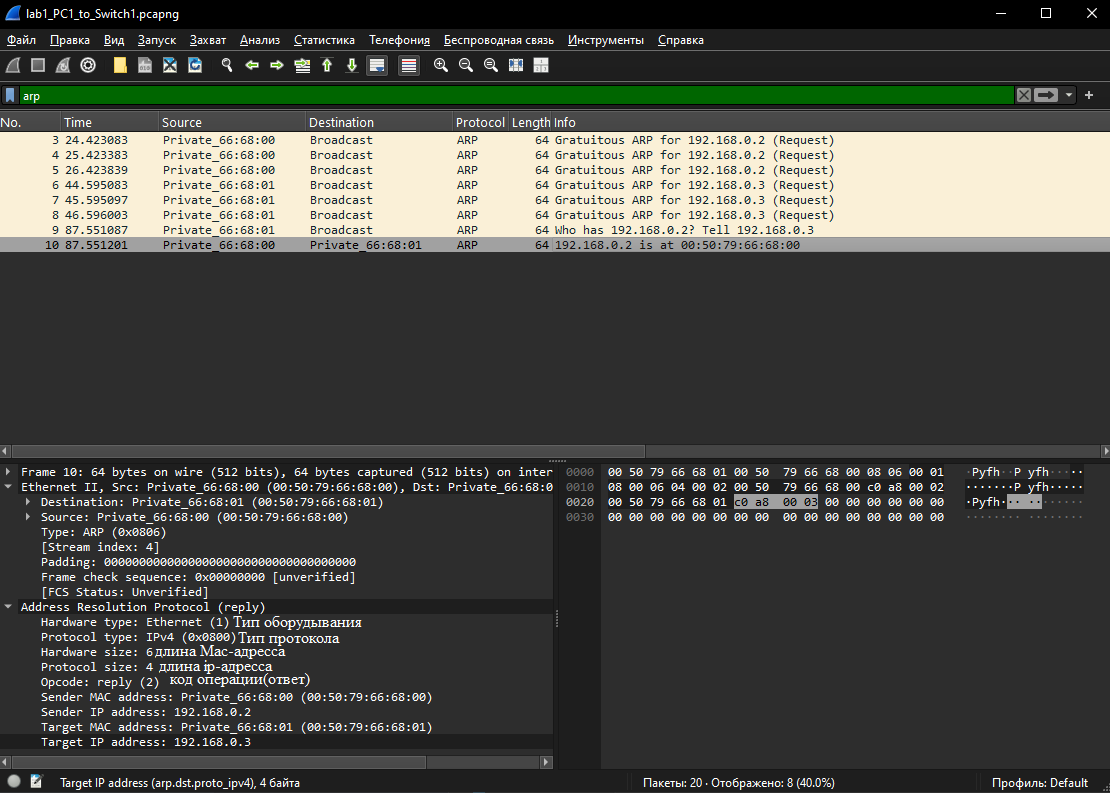 lab1_PC1_to_Switch1.pcapng
Файл Правка Вид Запуск Захват Анализ Статистика Телефония Беспроводная связь Инструменты Справка
arp
No. Time Source Destination Protocol Length Info
3 24.423083 Private_66:68:00 Broadcast ARP 64 Gratuitous ARP for 192.168.0.2 (Request)
4 25.423383 Private_66:68:00 Broadcast ARP 64 Gratuitous ARP for 192.168.0.2 (Request)
5 26.423839 Private_66:68:00 Broadcast ARP 64 Gratuitous ARP for 192.168.0.2 (Request)
6 44.595083 Private_66:68:01 Broadcast ARP 64 Gratuitous ARP for 192.168.0.3 (Request)
7 45.595097 Private_66:68:01 Broadcast ARP 64 Gratuitous ARP for 192.168.0.3 (Request)
8 46.596003 Private_66:68:01 Broadcast ARP 64 Gratuitous ARP for 192.168.0.3 (Request)
9 87.551087 Private_66:68:01 Broadcast ARP 64 Who has 192.168.0.2? Tell 192.168.0.3
10 87.551201 Private_66:68:00 Private_66:68:01 ARP 64 192.168.0.2 is at 00:50:79:66:68:00
Frame 10: 64 bytes on wire (512 bits), 64 bytes captured (512 bits) on inter
Ethernet II, Src: Private_66:68:00 (00:50:79:66:68:00), Dst: Private_66:68:0
Destination: Private_66:68:01 (00:50:79:66:68:01)
Source: Private_66:68:00 (00:50:79:66:68:00)
Type: ARP (0x0806)
[Stream index: 4]
Padding: 000000000000000000000000000000000000
Frame check sequence: 0x00000000 [unverified]
[FCS Status: Unverified]
Address Resolution Protocol (reply)
Hardware type: Ethernet (1) Тип оборудывания
Protocol type: IPv4 (0x0800) Тип протокола
Hardware size: 6 длина Mac-адресса
Protocol size: 4 длина ip-адресса
Opcode: reply (2) код операции(ответ)
Sender MAC address: Private_66:68:00 (00:50:79:66:68:00)
Sender IP address: 192.168.0.2
Target MAC address: Private_66:68:01 (00:50:79:66:68:01)
Target IP address: 192.168.0.3
0000 00 50 79 66 68 01 00 50 79 66 68 00 08 06 00 01 ·Pyfh··P yfh·····
0010 08 00 06 04 00 02 00 50 79 66 68 00 c0 a8 00 02 ·······P yfh·····
0020 00 50 79 66 68 01 c0 a8 00 03 00 00 00 00 00 00 ·Pyfh··· ········
0030 00 00 00 00 00 00 00 00 00 00 00 00 00 00 00 00 ········ ········
Target IP address (arp.dst.proto_ipv4), 4 байта Пакеты: 20 · Отображено: 8 (40.0%) Профиль: Default